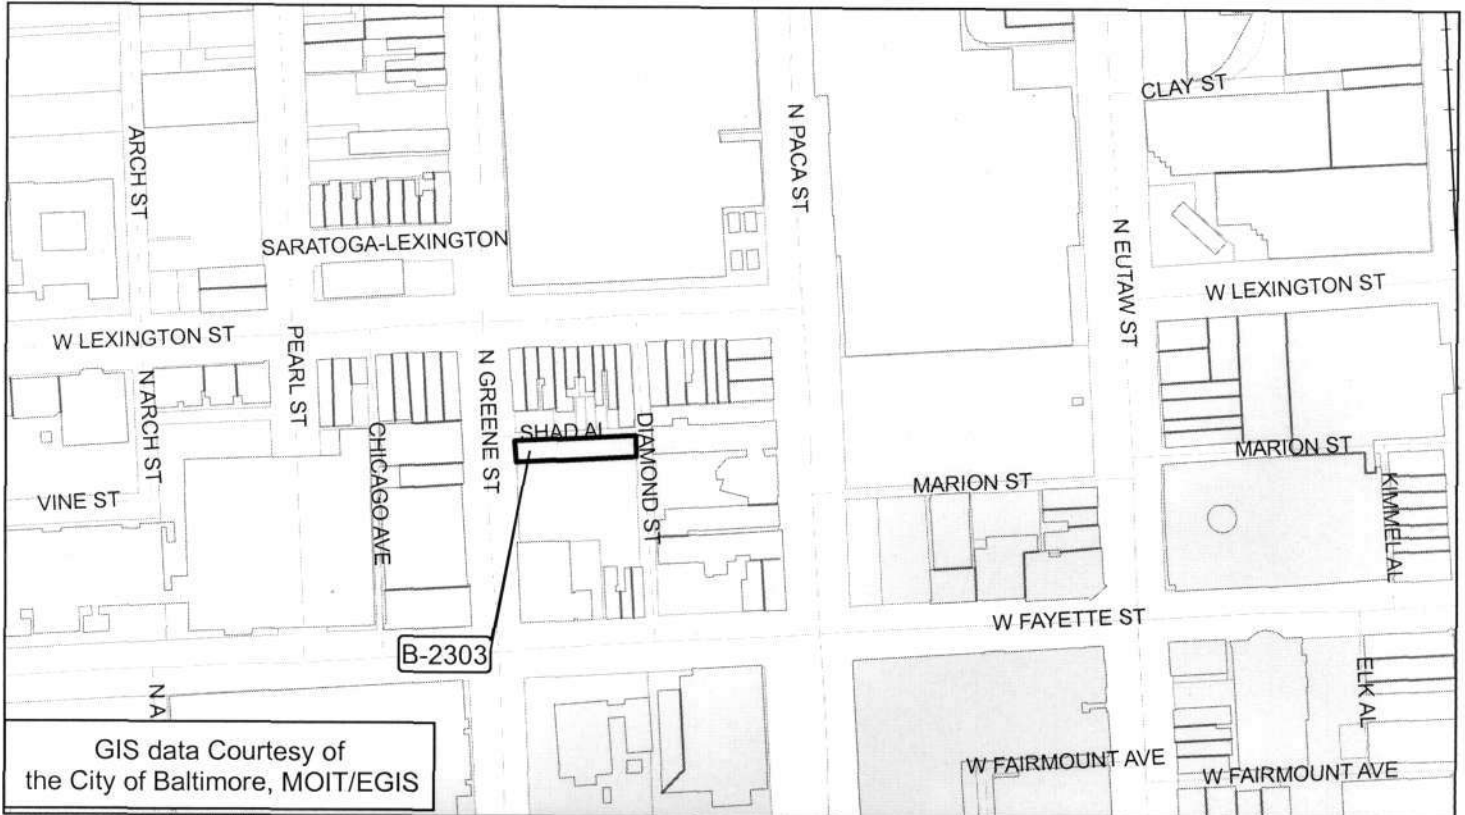 CLAY ST
N PACA ST
ARCH ST
SARATOGA-LEXINGTON
N EUTAW ST
W LEXINGTON ST
W LEXINGTON ST
PEARL ST
N GREENE ST
N ARCH ST
SHAD AL
DIAMOND ST
CHICAGO AVE
MARION ST
MARION ST
KIMMEL AL
VINE ST
W FAYETTE ST
B-2303
ELK AL
N A
GIS data Courtesy of
the City of Baltimore, MOIT/EGIS
W FAIRMOUNT AVE
W FAIRMOUNT AVE